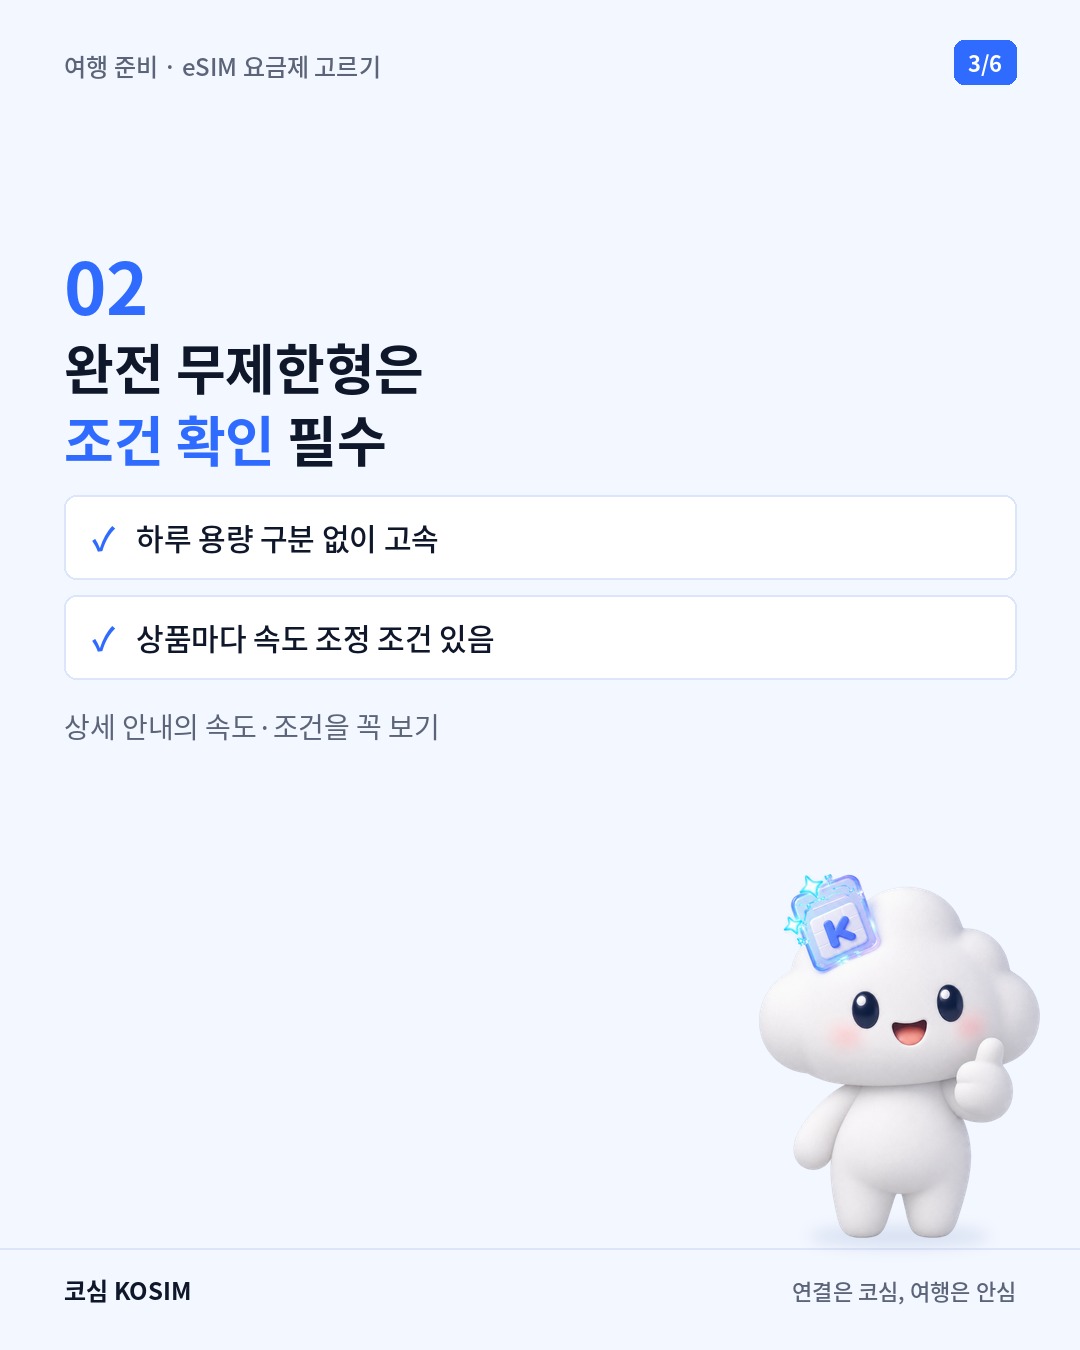 여행 준비 · eSIM 요금제 고르기
3/6
02
완전 무제한형은
조건 확인 필수
✓ 하루 용량 구분 없이 고속
✓ 상품마다 속도 조정 조건 있음
상세 안내의 속도·조건을 꼭 보기
K
코심 KOSIM
연결은 코심, 여행은 안심